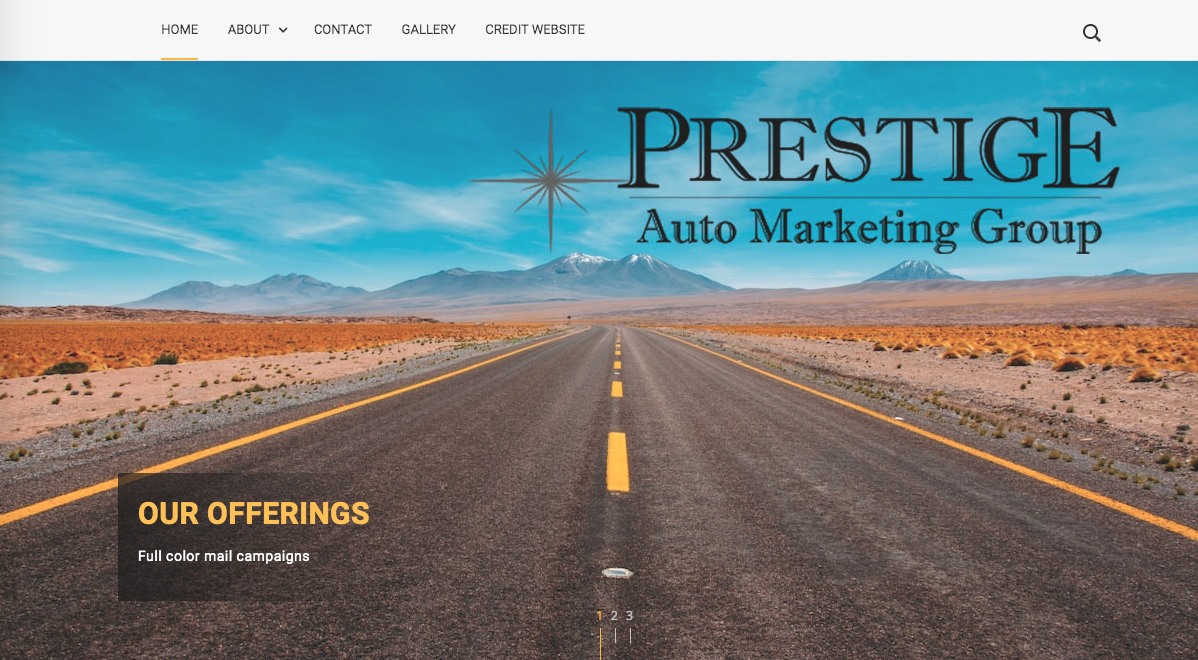 HOME ABOUT CONTACT GALLERY CREDIT WEBSITE
PRESTIGE
Auto Marketing Group
OUR OFFERINGS
Full color mail campaigns
1 2 3